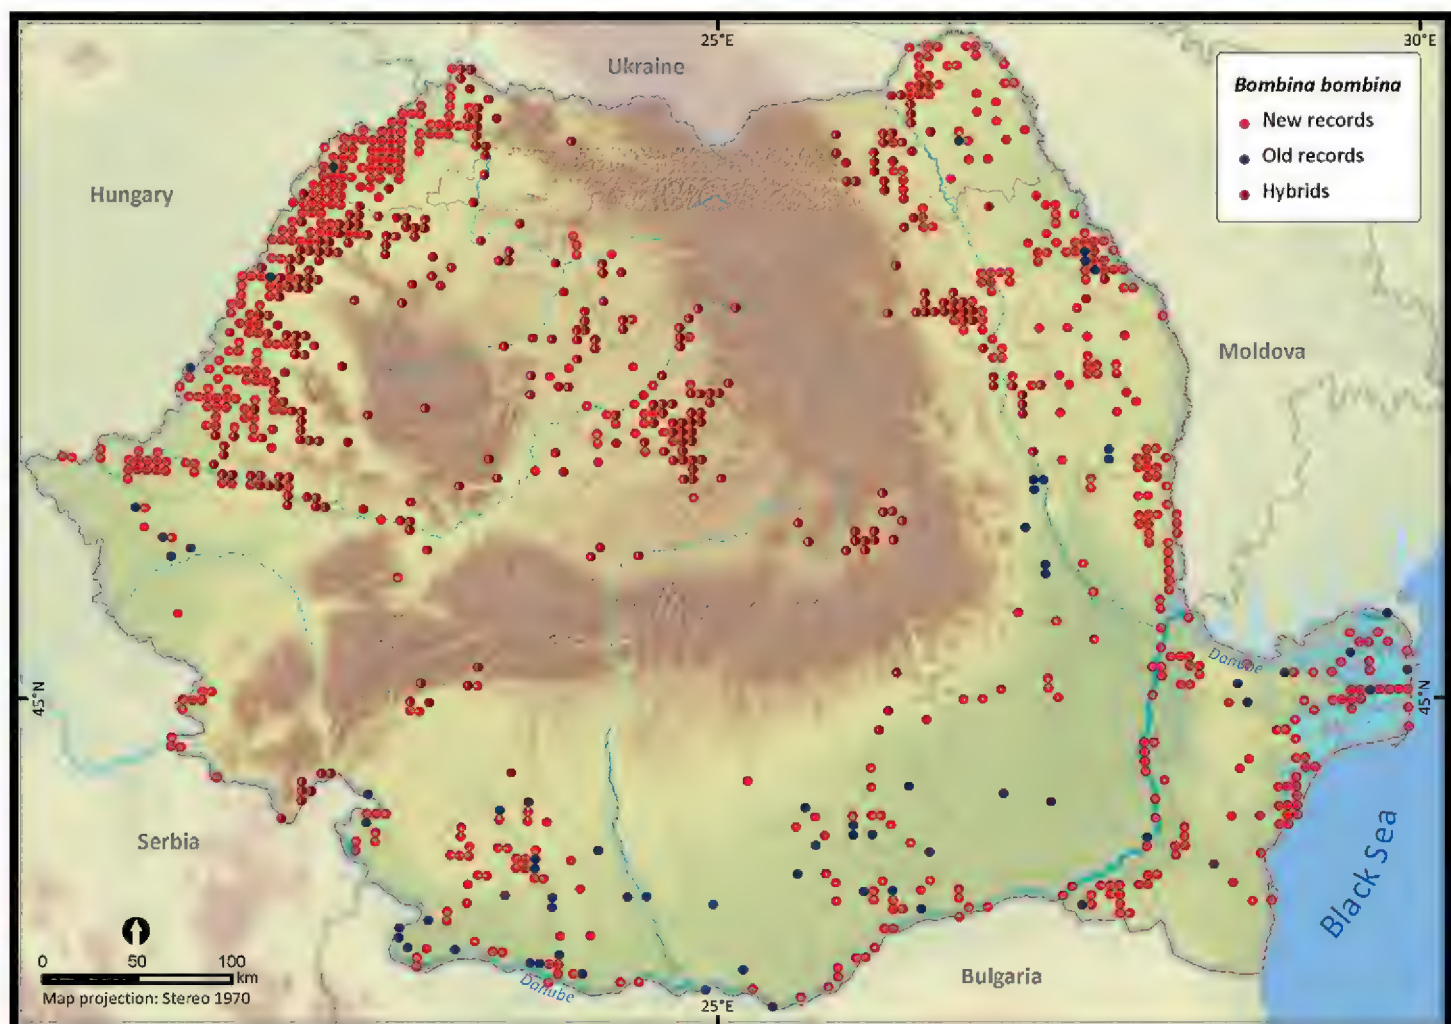 25°E
30°E
Ukraine
Bombina bombina
New records
Old records
Hybrids
Hungary
Moldova
Danube
45°N
45°N
Serbia
Black Sea
0 50 100
km
Map projection: Stereo 1970
Danube
Bulgaria
25°E